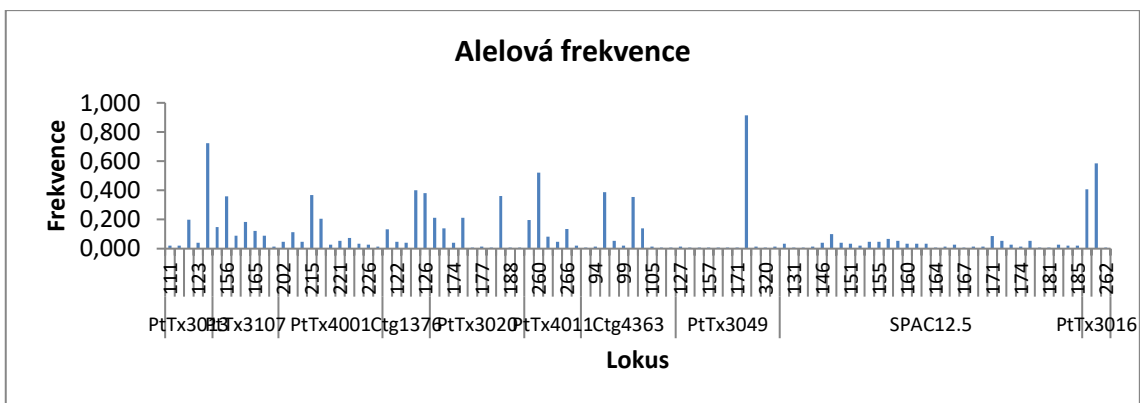 Alelová frekvence
Frekvence
1,000
0,800
0,600
0,400
0,200
0,000
111 123 156 165 202 215 221 226 122 126 174 177 188 260 266 94 99 105 127 157 171 320 131 146 151 155 160 164 167 171 174 181 185 262
PtTx3013 PtTx3107 PtTx4001 Ctg1376 PtTx3020 PtTx4011 Ctg4363 PtTx3049 SPAC12.5 PtTx3016
Lokus